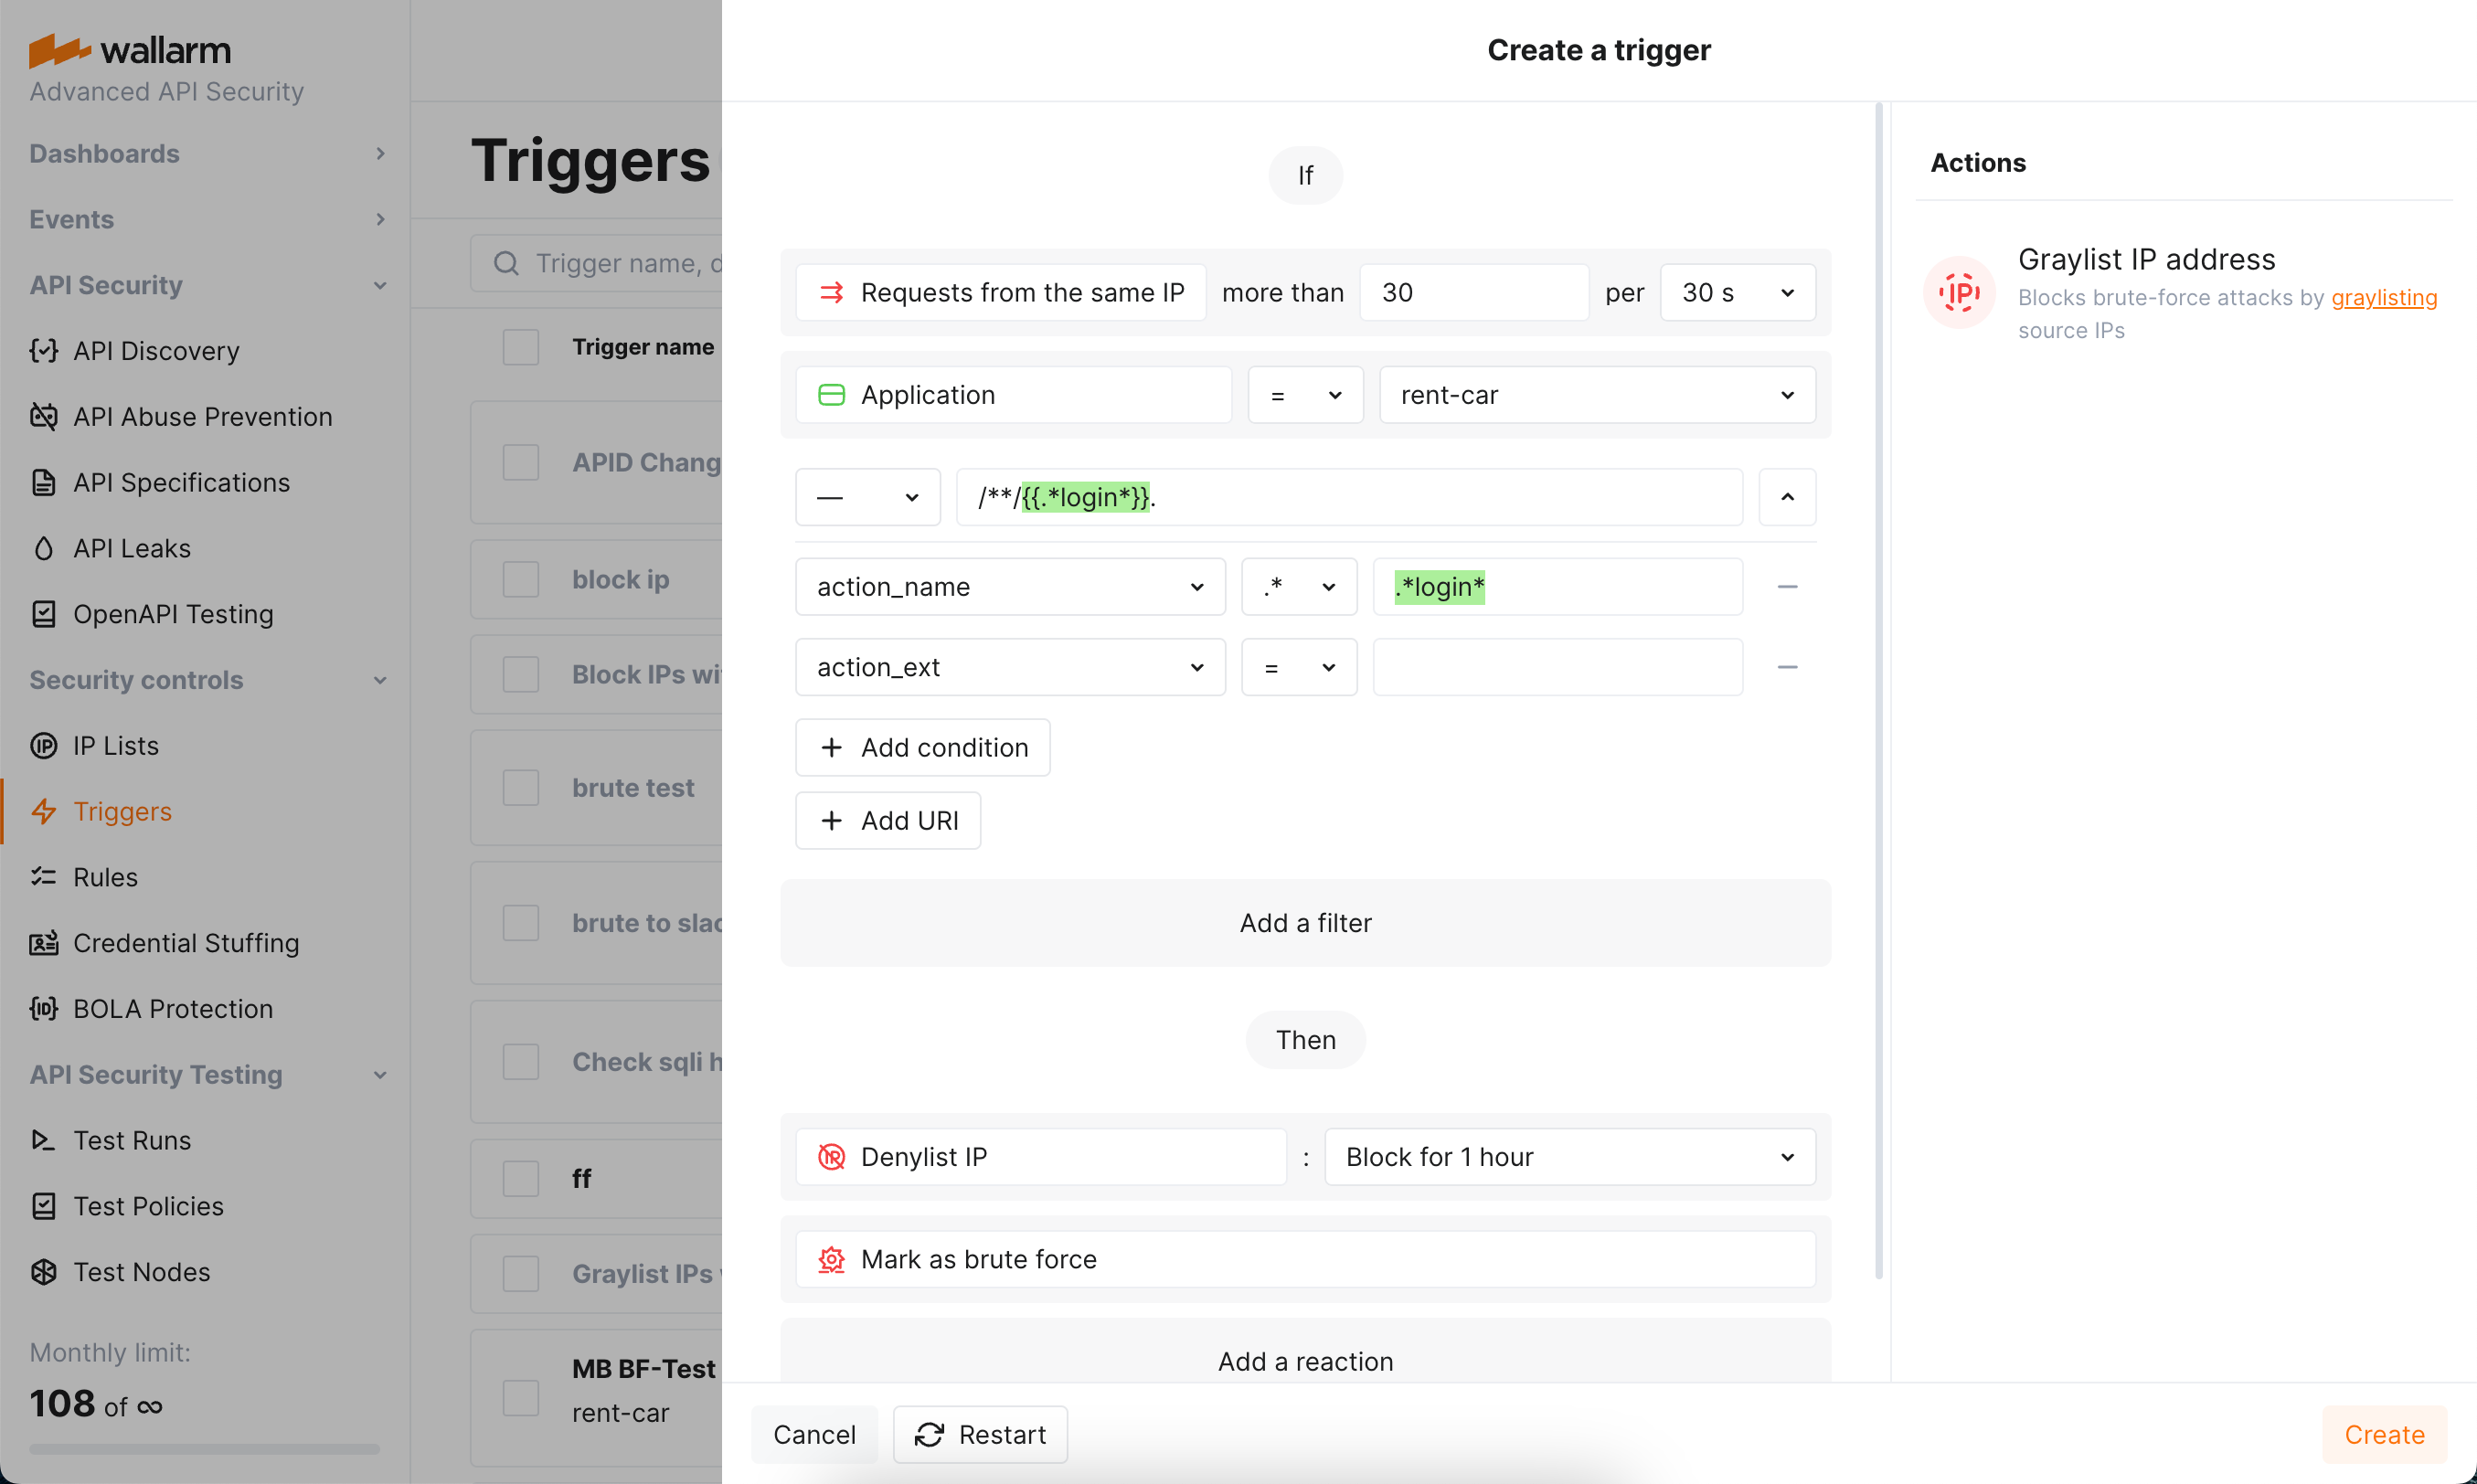 wallarm
Advanced API Security
Dashboards
Events
API Security
API Discovery
API Abuse Prevention
API Specifications
API Leaks
OpenAPI Testing
Security controls
IP Lists
Triggers
Rules
Credential Stuffing
BOLA Protection
API Security Testing
Test Runs
Test Policies
Test Nodes
Monthly limit:
108 of ∞
Triggers
Trigger name, d
Trigger name
APID Chang
block ip
Block IPs wi
brute test
brute to slac
Check sqli h
ff
Graylist IPs
MB BF-Test
rent-car
Create a trigger
If
Requests from the same IP more than 30 per 30 s
Application = rent-car
— /**/{{.*login*}}.
action_name .* .*login*
action_ext =
+ Add condition
+ Add URI
Add a filter
Then
Denylist IP : Block for 1 hour
Mark as brute force
Add a reaction
Cancel Restart Create
Actions
IP
Graylist IP address
Blocks brute-force attacks by graylisting
source IPs